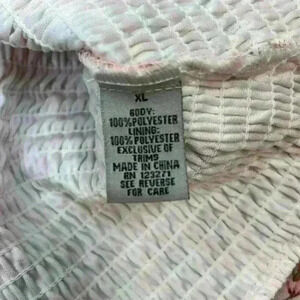 XL
BODY:
100%POLYESTER
LINING:
100%POLYESTER
EXCLUSIVE OF
TRIMS
MADE IN CHINA
RN 123271
SEE REVERSE
FOR CARE